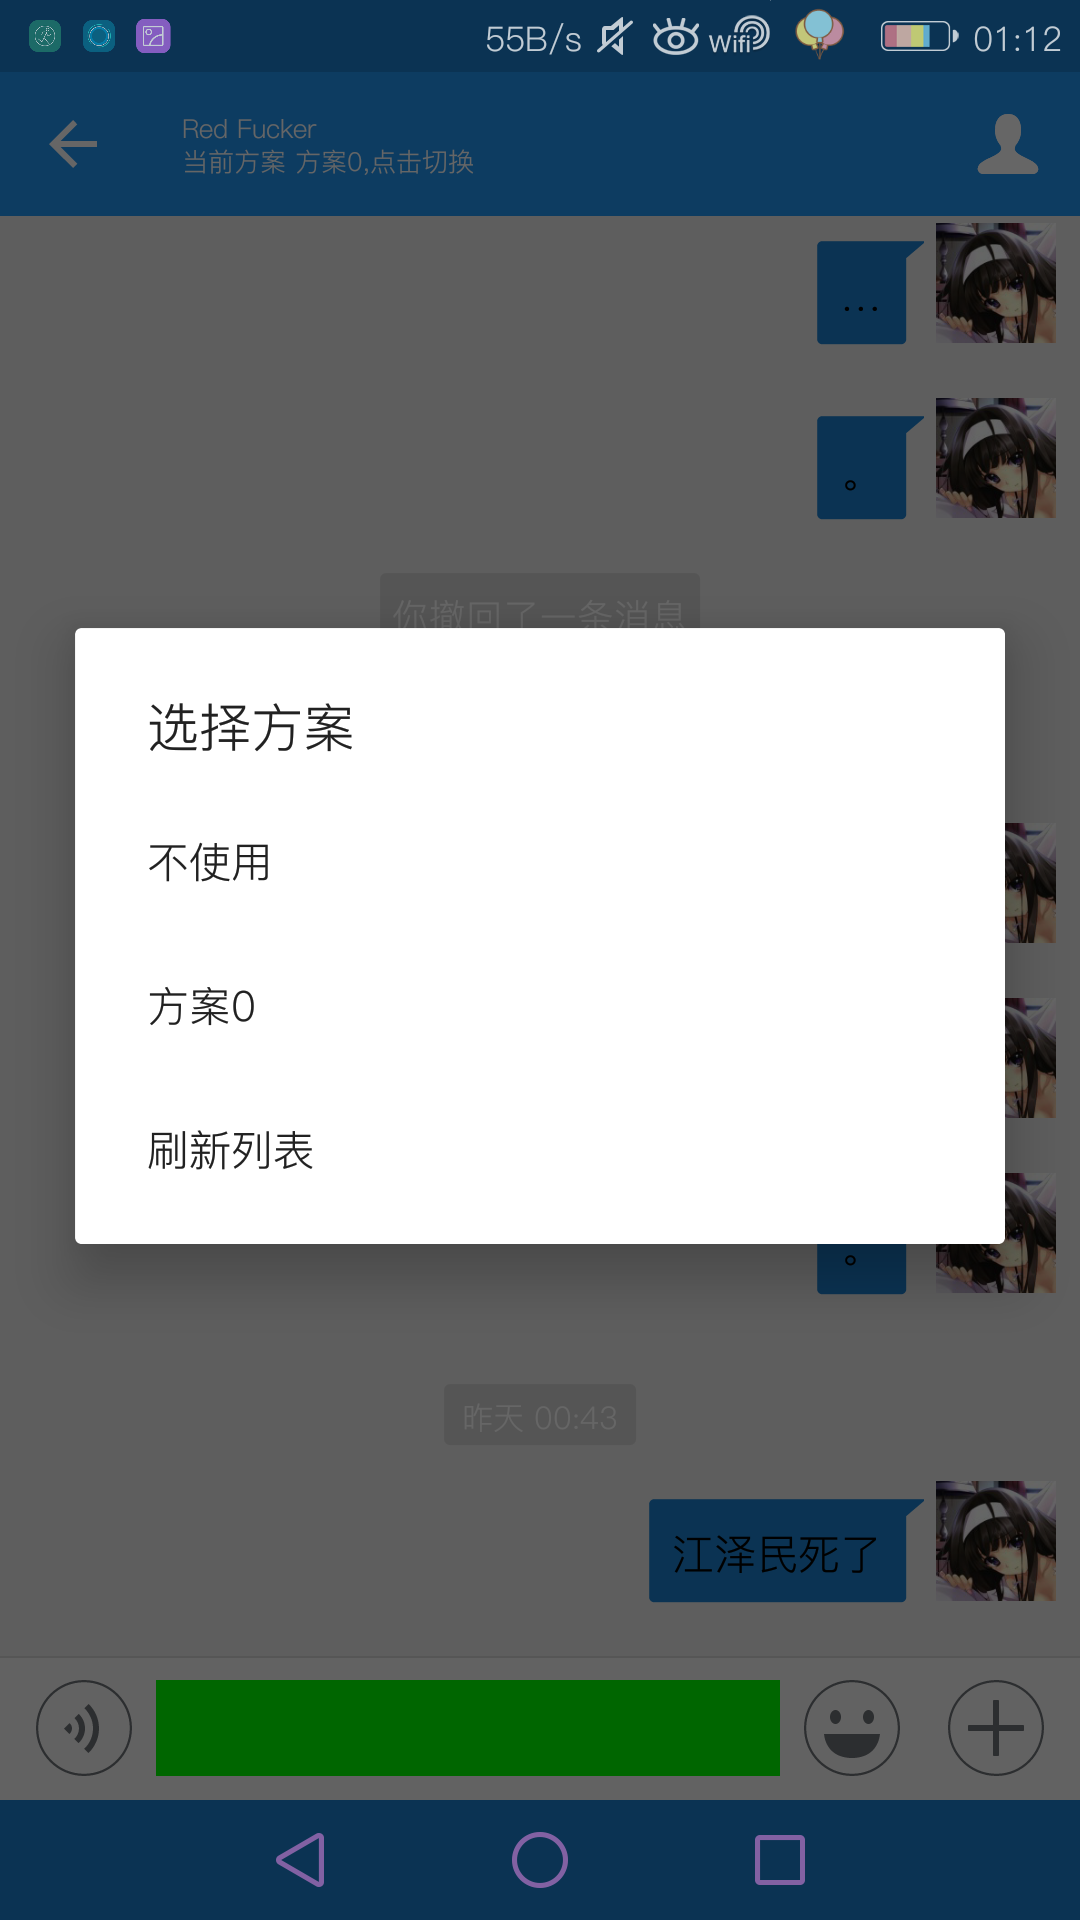 55B/s wifi 01:12
Red Fucker
当前方案 方案0,点击切换
...
。
你撤回了一条消息
选择方案
不使用
方案0
刷新列表
。
昨天 00:43
江泽民死了